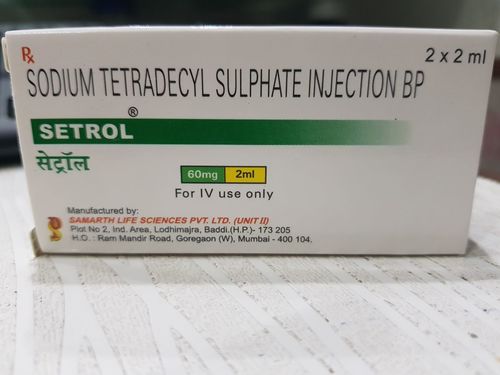 Rx
2 x 2 ml
SODIUM TETRADECYL SULPHATE INJECTION BP
SETROL®
सेट्रॉल
60mg 2ml
For IV use only
Manufactured by:
SAMARTH LIFE SCIENCES PVT. LTD. (UNIT II)
Plot No 2, Ind. Area, Lodhimajra, Baddi.(H.P.)- 173 205
H.O. : Ram Mandir Road, Goregaon (W), Mumbai - 400 104.